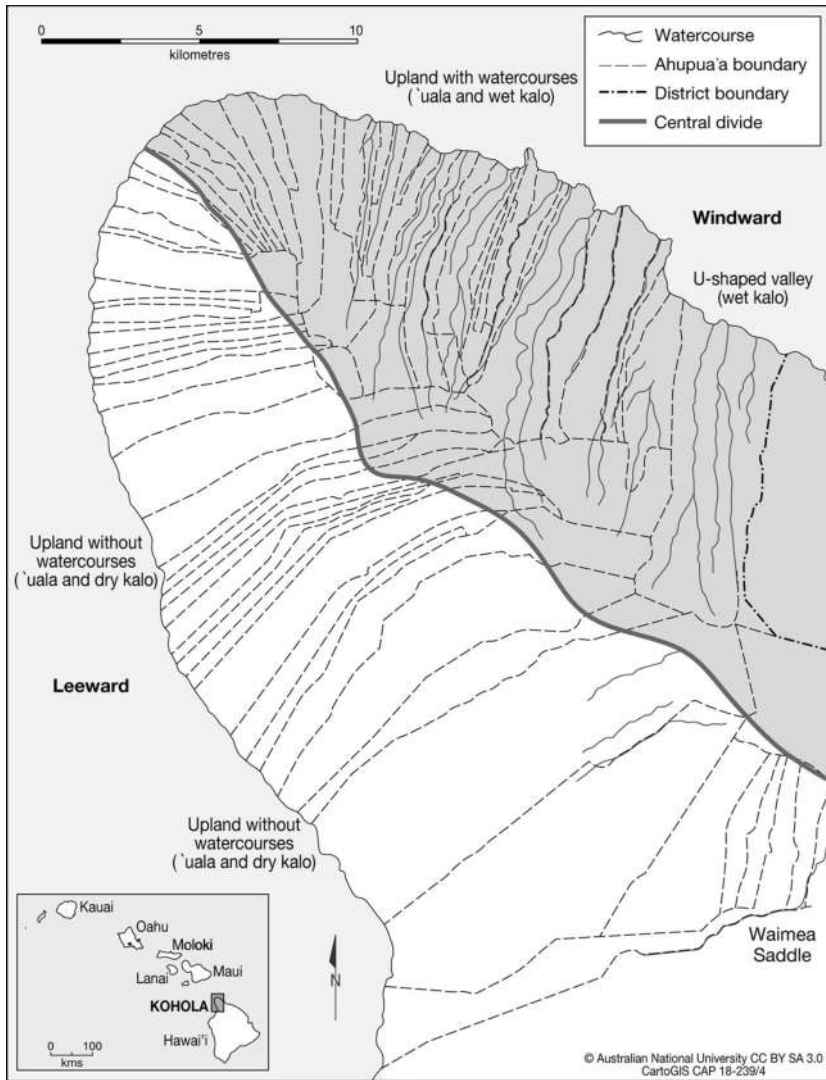 0
5
10
kilometres
Watercourse
Ahupua`a boundary
District boundary
Central divide
Upland with watercourses
(`uala and wet kalo)
Windward
U-shaped valley
(wet kalo)
Upland without
watercourses
(`uala and dry kalo)
Leeward
Upland without
watercourses
(`uala and dry kalo)
Waimea
Saddle
N
Kauai
Oahu
Moloki
Lanai
Maui
KOHOLA
Hawai'i
0
100
kms
© Australian National University CC BY SA 3.0
CartoGIS CAP 18-239/4